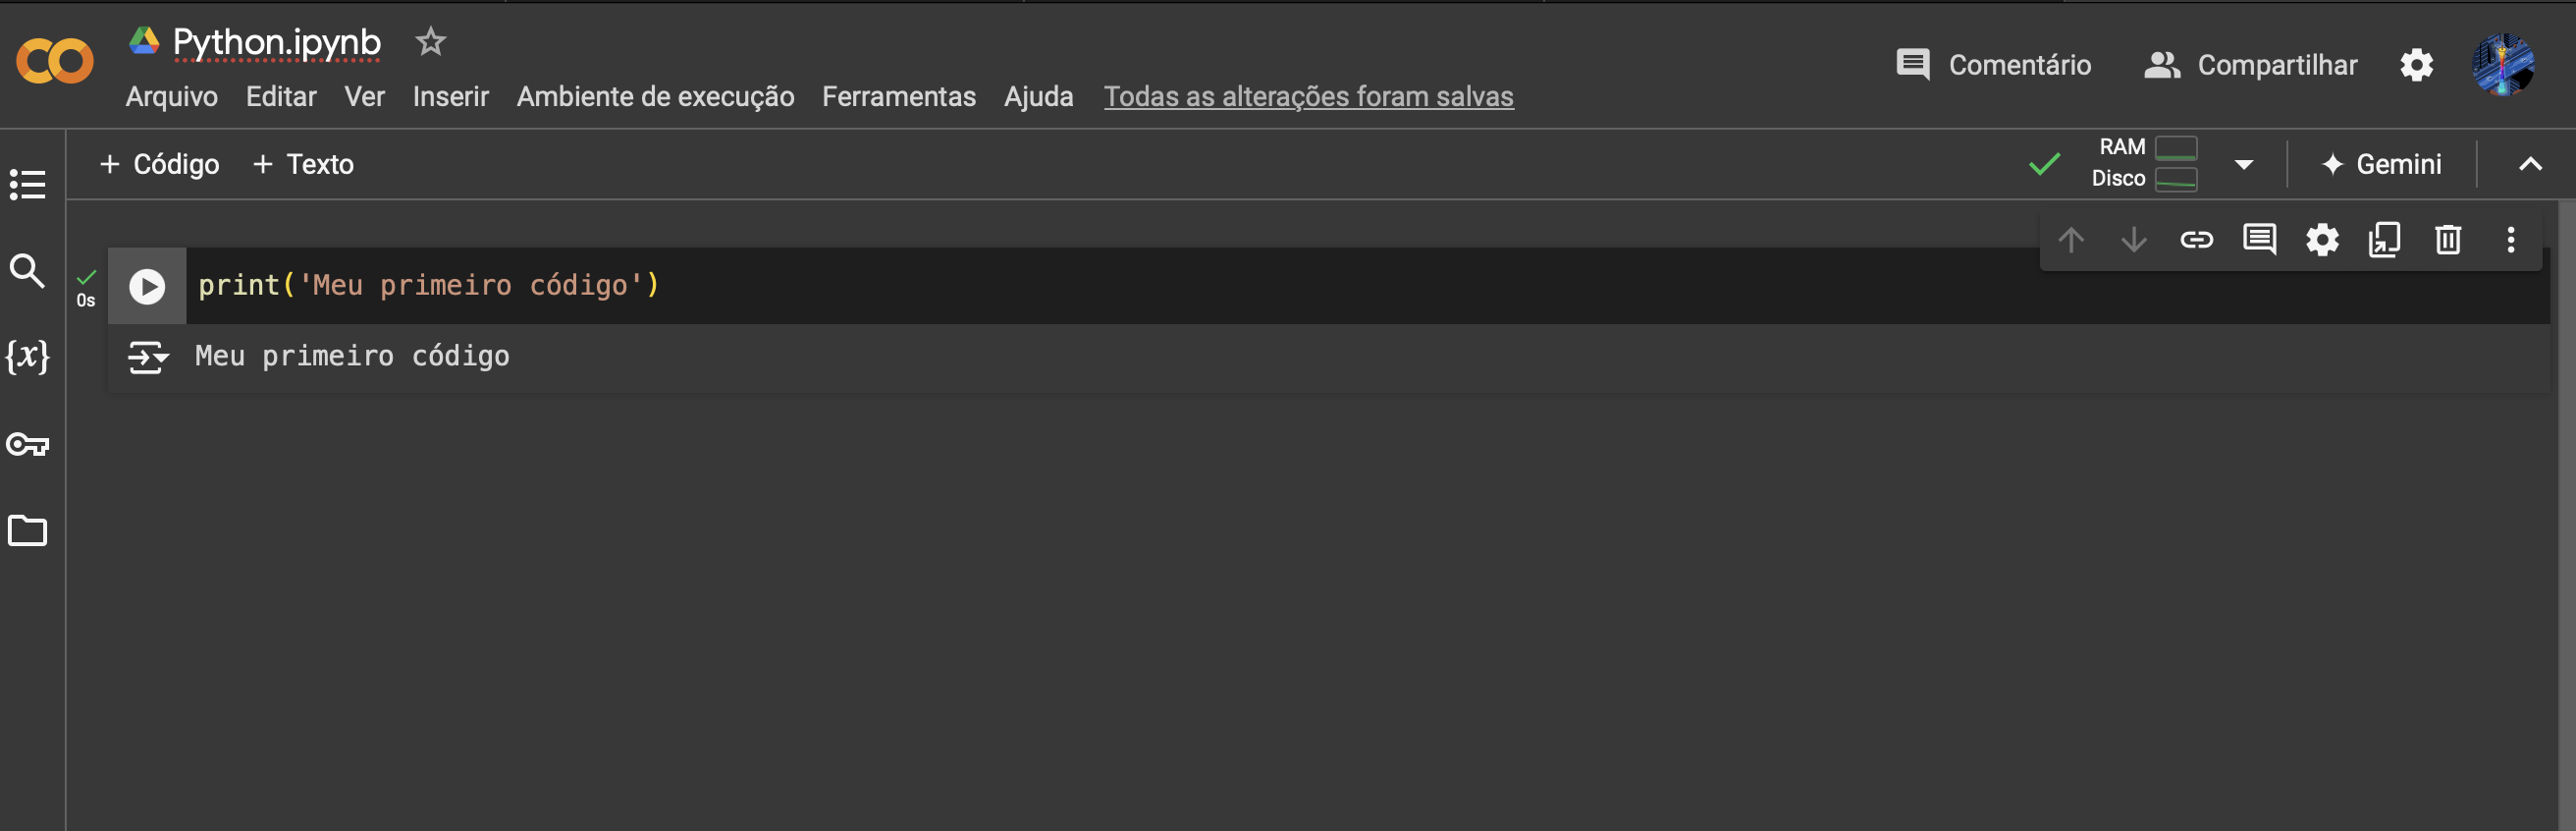 Python.ipynb
Comentário Compartilhar
Arquivo Editar Ver Inserir Ambiente de execução Ferramentas Ajuda Todas as alterações foram salvas
+ Código + Texto
RAM
Disco
Gemini
0s
print('Meu primeiro código')
{x}
Meu primeiro código